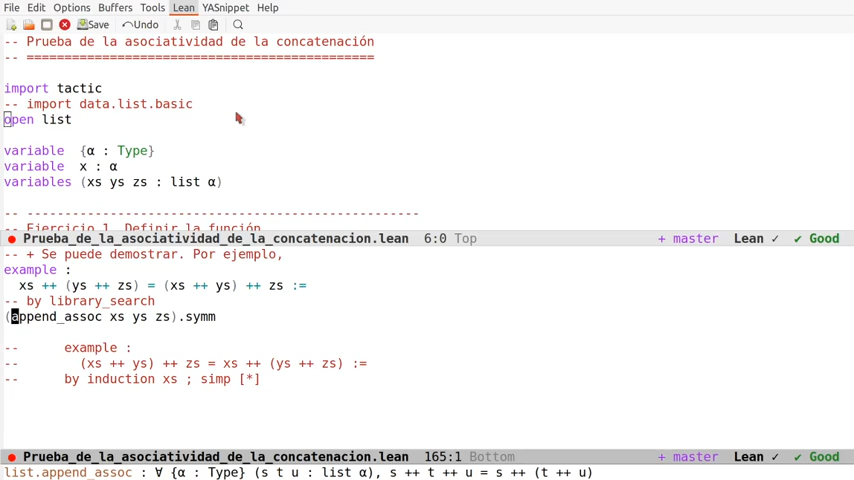 File Edit Options Buffers Tools Lean YASnippet Help
Save Undo
-- Prueba de la asociatividad de la concatenación
-- ==============================================
import tactic
-- import data.list.basic
open list
variable  {α : Type}
variable  x : α
variables (xs ys zs : list α)
-- ----------------------------------------------------
-- Ejercicio 1. Definir la función
Prueba_de_la_asociatividad_de_la_concatenacion.lean  6:0 Top + master Lean ✓ ✔ Good
-- + Se puede demostrar. Por ejemplo,
example :
  xs ++ (ys ++ zs) = (xs ++ ys) ++ zs :=
-- by library_search
(append_assoc xs ys zs).symm
--      example :
--        (xs ++ ys) ++ zs = xs ++ (ys ++ zs) :=
--      by induction xs ; simp [*]
Prueba_de_la_asociatividad_de_la_concatenacion.lean  165:1 Bottom + master Lean ✓ ✔ Good
list.append_assoc : ∀ {α : Type} (s t u : list α), s ++ t ++ u = s ++ (t ++ u)